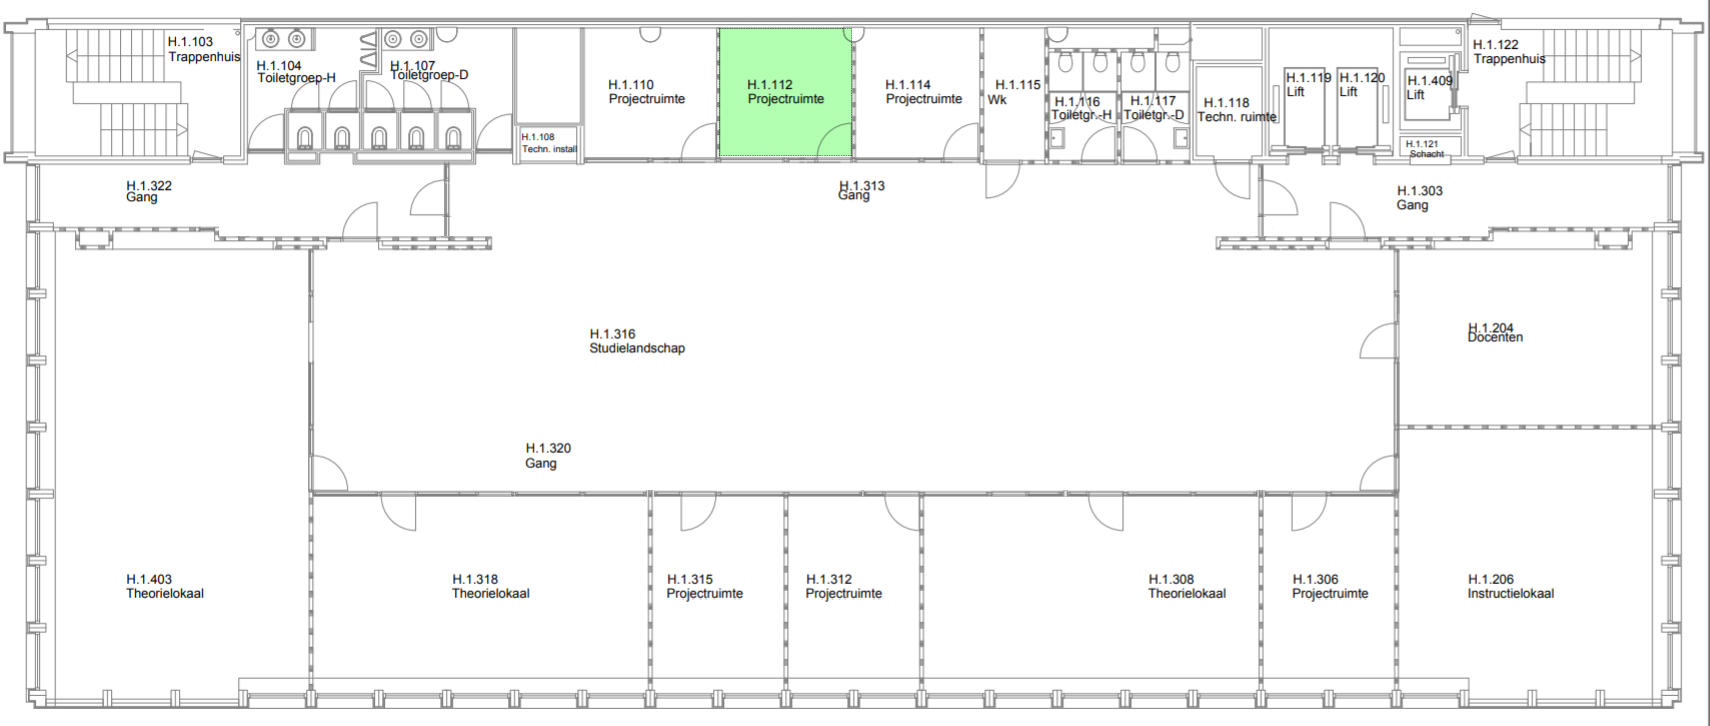 H.1.103
Trappenhuis
H.1.104
Toiletgroep-H
H.1.107
Toiletgroep-D
H.1.108
Techn. install
H.1.110
Projectruimte
H.1.112
Projectruimte
H.1.114
Projectruimte
H.1.115
Wk
H.1.116
Toiletgr.-H
H.1.117
Toiletgr.-D
H.1.118
Techn. ruimte
H.1.119
Lift
H.1.120
Lift
H.1.409
Lift
H.1.121
Schacht
H.1.122
Trappenhuis
H.1.322
Gang
H.1.313
Gang
H.1.303
Gang
H.1.316
Studielandschap
H.1.204
Docenten
H.1.320
Gang
H.1.403
Theorielokaal
H.1.318
Theorielokaal
H.1.315
Projectruimte
H.1.312
Projectruimte
H.1.308
Theorielokaal
H.1.306
Projectruimte
H.1.206
Instructielokaal